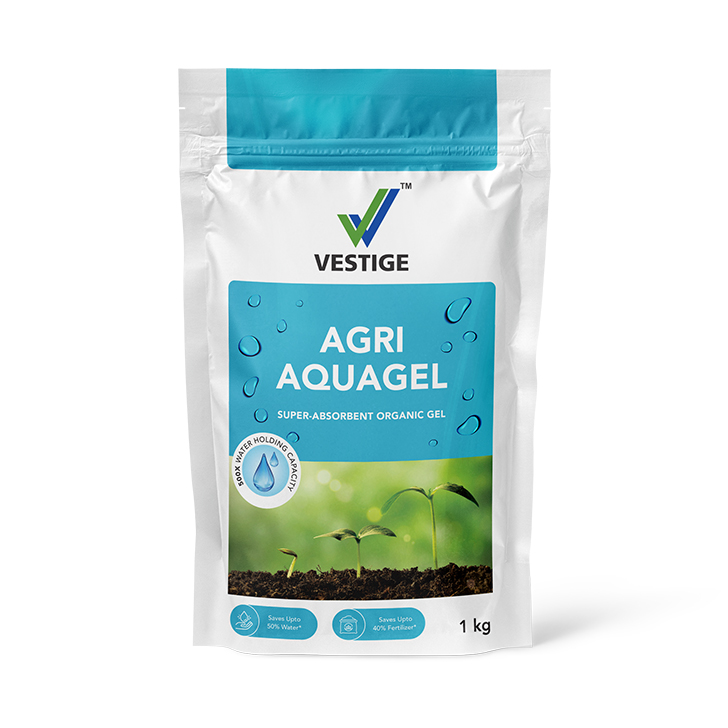 TM
VESTIGE
AGRI
AQUAGEL
SUPER-ABSORBENT ORGANIC GEL
500X WATER HOLDING CAPACITY
Saves Upto
50% Water*
Saves Upto
40% Fertilizer*
1 kg